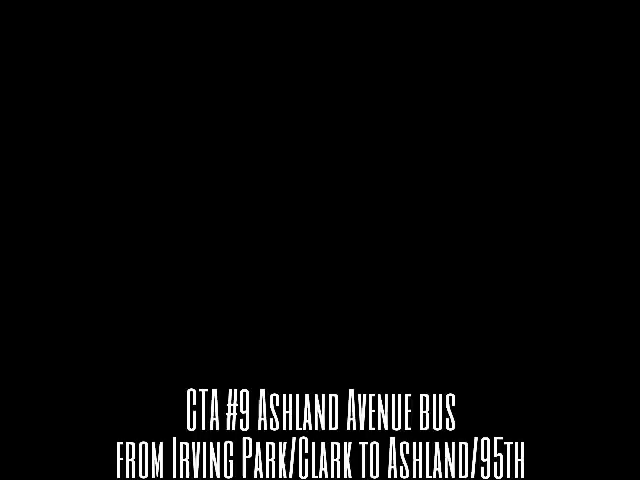 CTA #9 Ashland Avenue bus
from Irving Park/Clark to Ashland/95th